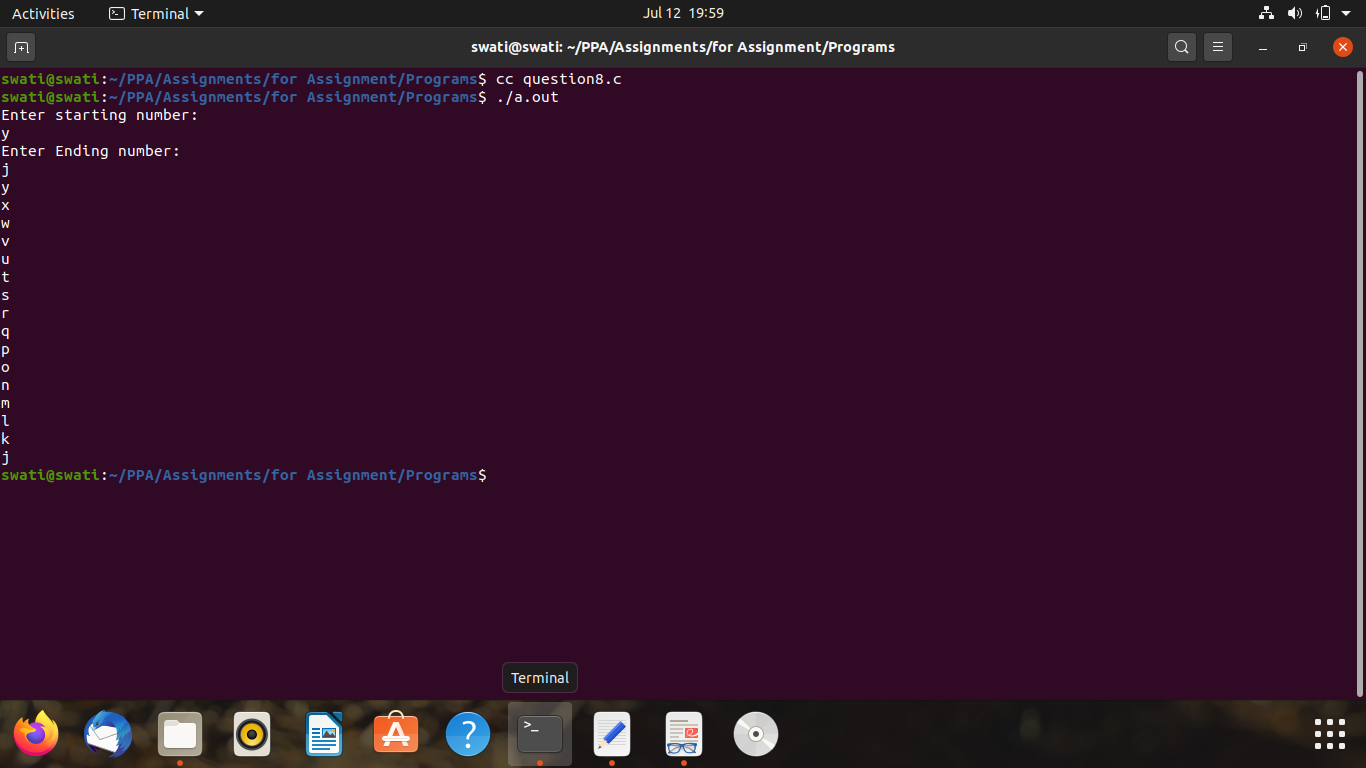 Activities
Terminal
Jul 12 19:59
swati@swati: ~/PPA/Assignments/for Assignment/Programs
swati@swati:~/PPA/Assignments/for Assignment/Programs$ cc question8.c
swati@swati:~/PPA/Assignments/for Assignment/Programs$ ./a.out
Enter starting number:
y
Enter Ending number:
j
y
x
w
v
u
t
s
r
q
p
o
n
m
l
k
j
swati@swati:~/PPA/Assignments/for Assignment/Programs$
Terminal